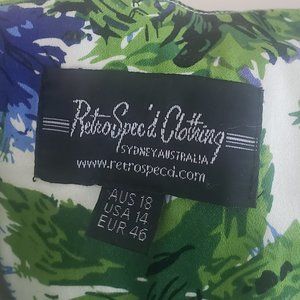 RetroSpec'd Clothing
SYDNEY.AUSTRALIA
www.retrospecd.com
AUS 18
USA 14
EUR 46